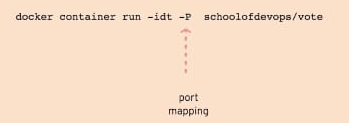 docker container run -idt -P schoolofdevops/vote
port
mapping